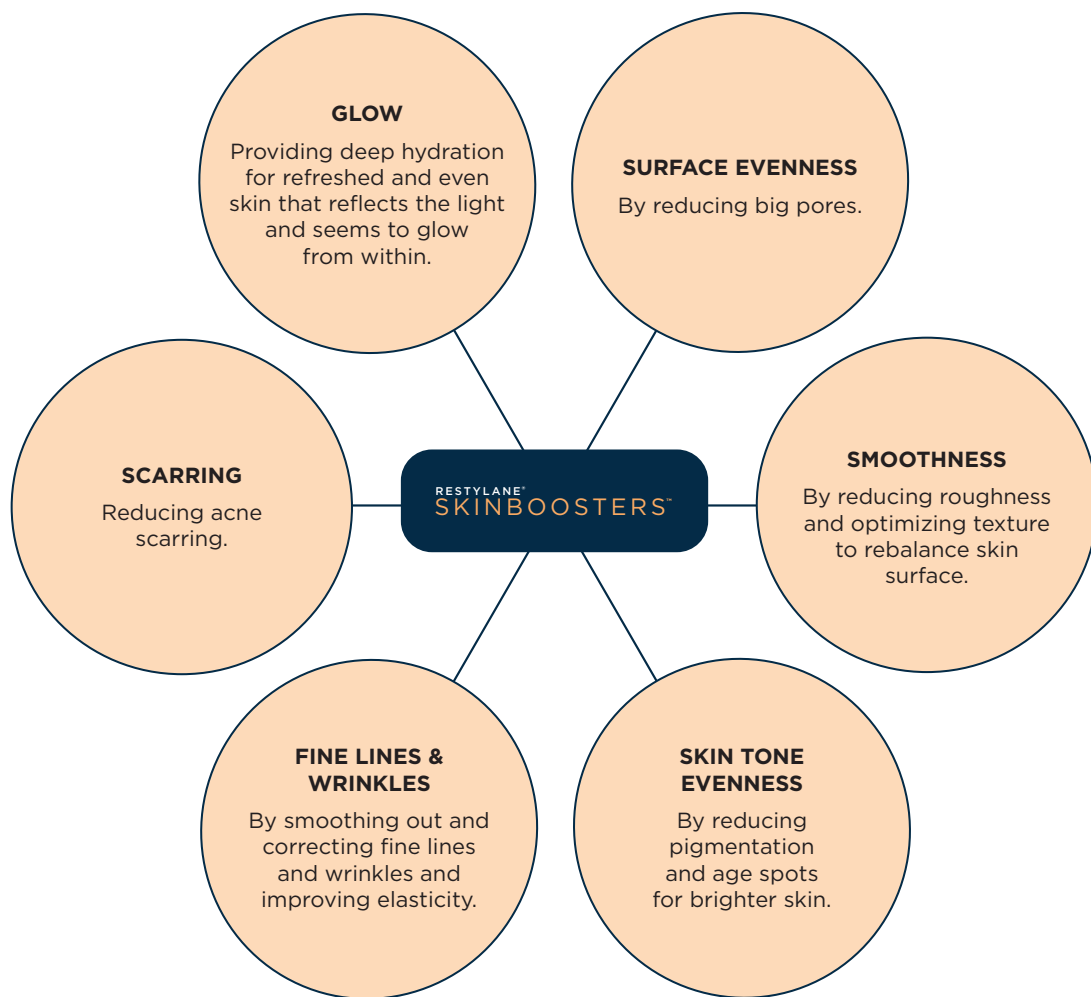 GLOW
Providing deep hydration
for refreshed and even
skin that reflects the light
and seems to glow
from within.
SURFACE EVENNESS
By reducing big pores.
SCARRING
Reducing acne
scarring.
RESTYLANE®
SKINBOOSTERS™
SMOOTHNESS
By reducing roughness
and optimizing texture
to rebalance skin
surface.
FINE LINES &
WRINKLES
By smoothing out and
correcting fine lines
and wrinkles and
improving elasticity.
SKIN TONE
EVENNESS
By reducing
pigmentation
and age spots
for brighter skin.